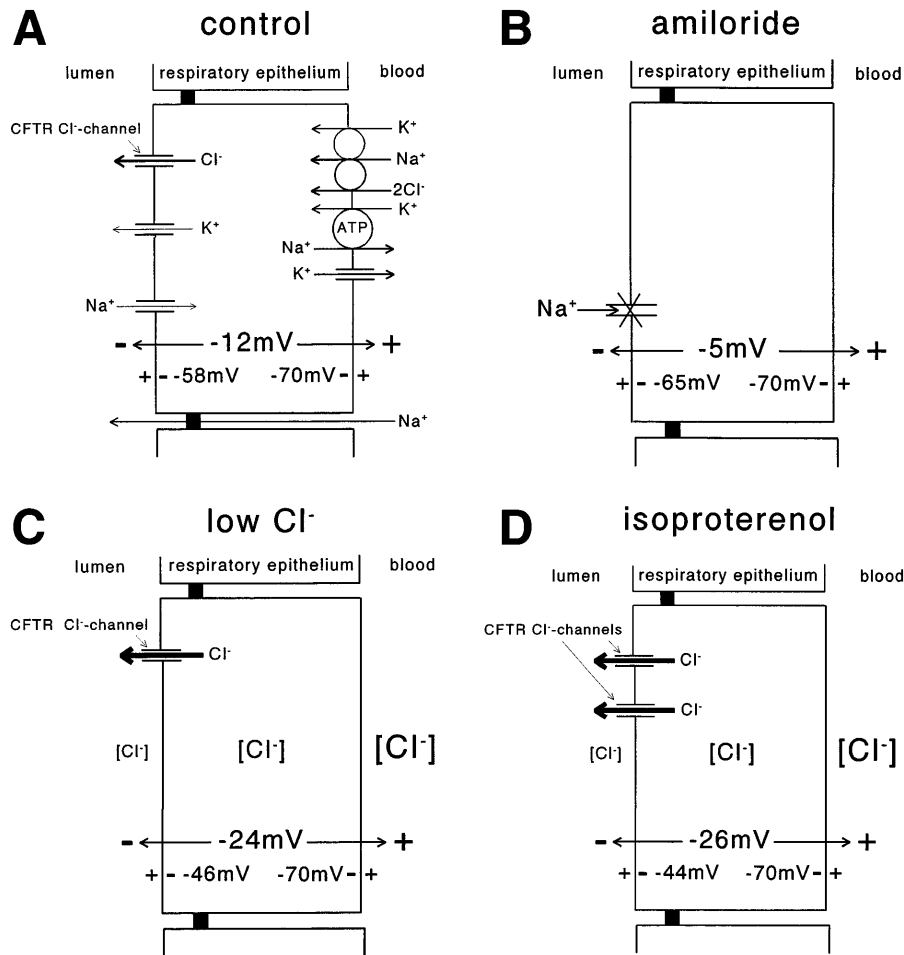 A control
lumen respiratory epithelium blood
CFTR Cl⁻-channel
K⁺
Cl⁻ Na⁺
2Cl⁻
K⁺ K⁺
ATP
Na⁺
K⁺
Na⁺
- -12mV +
+ - -58mV -70mV - +
Na⁺
B amiloride
lumen respiratory epithelium blood
Na⁺
- -5mV +
+ - -65mV -70mV - +
C low Cl⁻
lumen respiratory epithelium blood
CFTR Cl⁻-channel
Cl⁻
[Cl⁻] [Cl⁻] [Cl⁻]
- -24mV +
+ - -46mV -70mV - +
D isoproterenol
lumen respiratory epithelium blood
CFTR Cl⁻-channels
Cl⁻
Cl⁻
[Cl⁻] [Cl⁻] [Cl⁻]
- -26mV +
+ - -44mV -70mV - +